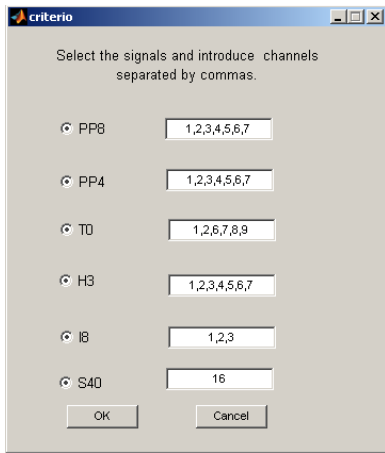 criterio
Select the signals and introduce channels
separated by commas.
PP8 1,2,3,4,5,6,7
PP4 1,2,3,4,5,6,7
T0 1,2,6,7,8,9
H3 1,2,3,4,5,6,7
I8 1,2,3
S40 16
OK Cancel